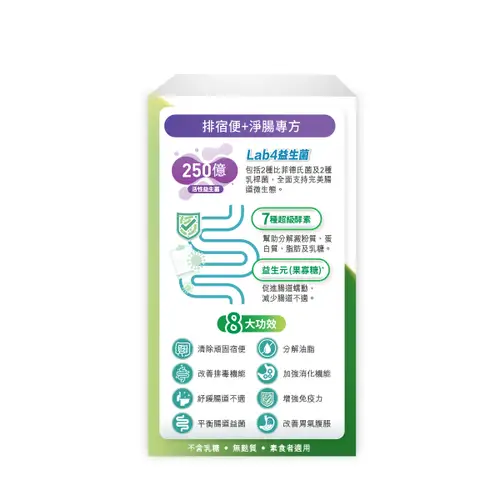 排宿便+淨腸專方
250億
活性益生菌
Lab4益生菌
包括2種比菲德氏菌及2種
乳桿菌，全面支持完美腸
道微生態。
7種超級酵素
幫助分解澱粉質、蛋
白質、脂肪及乳糖。
益生元(果寡糖)*
促進腸道蠕動，
減少腸道不適。
8大功效
清除頑固宿便
分解油脂
改善排毒機能
加強消化機能
紓緩腸道不適
增強免疫力
平衡腸道益菌
改善胃氣腹脹
不含乳糖 • 無麩質 • 素食者適用